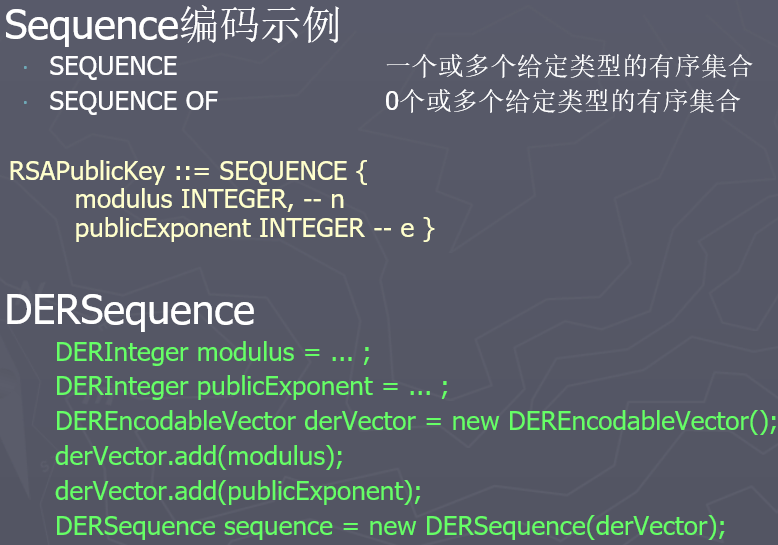 Sequence编码示例
· SEQUENCE 一个或多个给定类型的有序集合
· SEQUENCE OF 0个或多个给定类型的有序集合
RSAPublicKey ::= SEQUENCE {
modulus INTEGER, -- n
publicExponent INTEGER -- e }
DERSequence
DERInteger modulus = ... ;
DERInteger publicExponent = ... ;
DEREncodableVector derVector = new DEREncodableVector();
derVector.add(modulus);
derVector.add(publicExponent);
DERSequence sequence = new DERSequence(derVector);